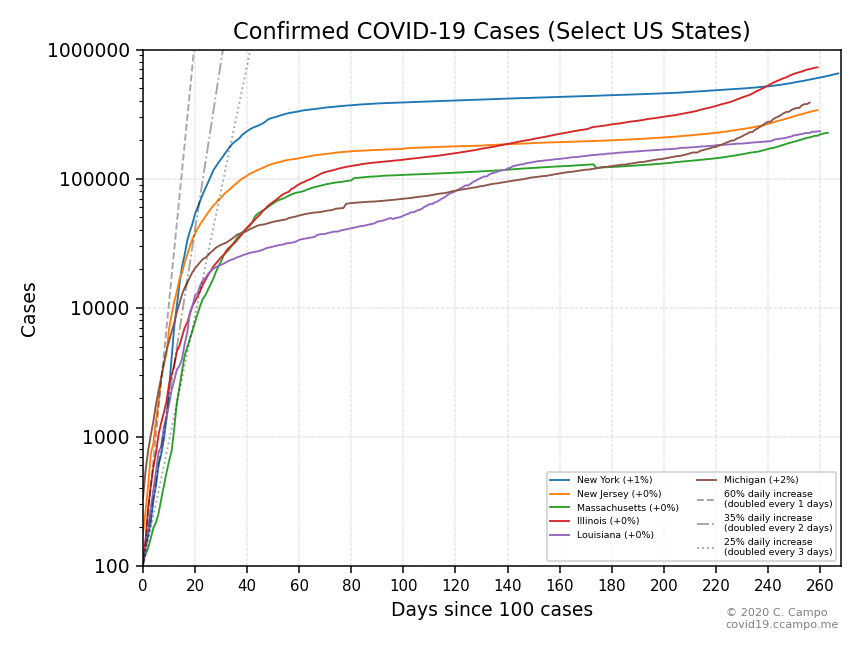 Confirmed COVID-19 Cases (Select US States)
1000000
100000
10000
1000
100
Cases
0 20 40 60 80 100 120 140 160 180 200 220 240 260
Days since 100 cases
New York (+1%)
New Jersey (+0%)
Massachusetts (+0%)
Illinois (+0%)
Louisiana (+0%)
Michigan (+2%)
60% daily increase
(doubled every 1 days)
35% daily increase
(doubled every 2 days)
25% daily increase
(doubled every 3 days)
© 2020 C. Campo
covid19.ccampo.me